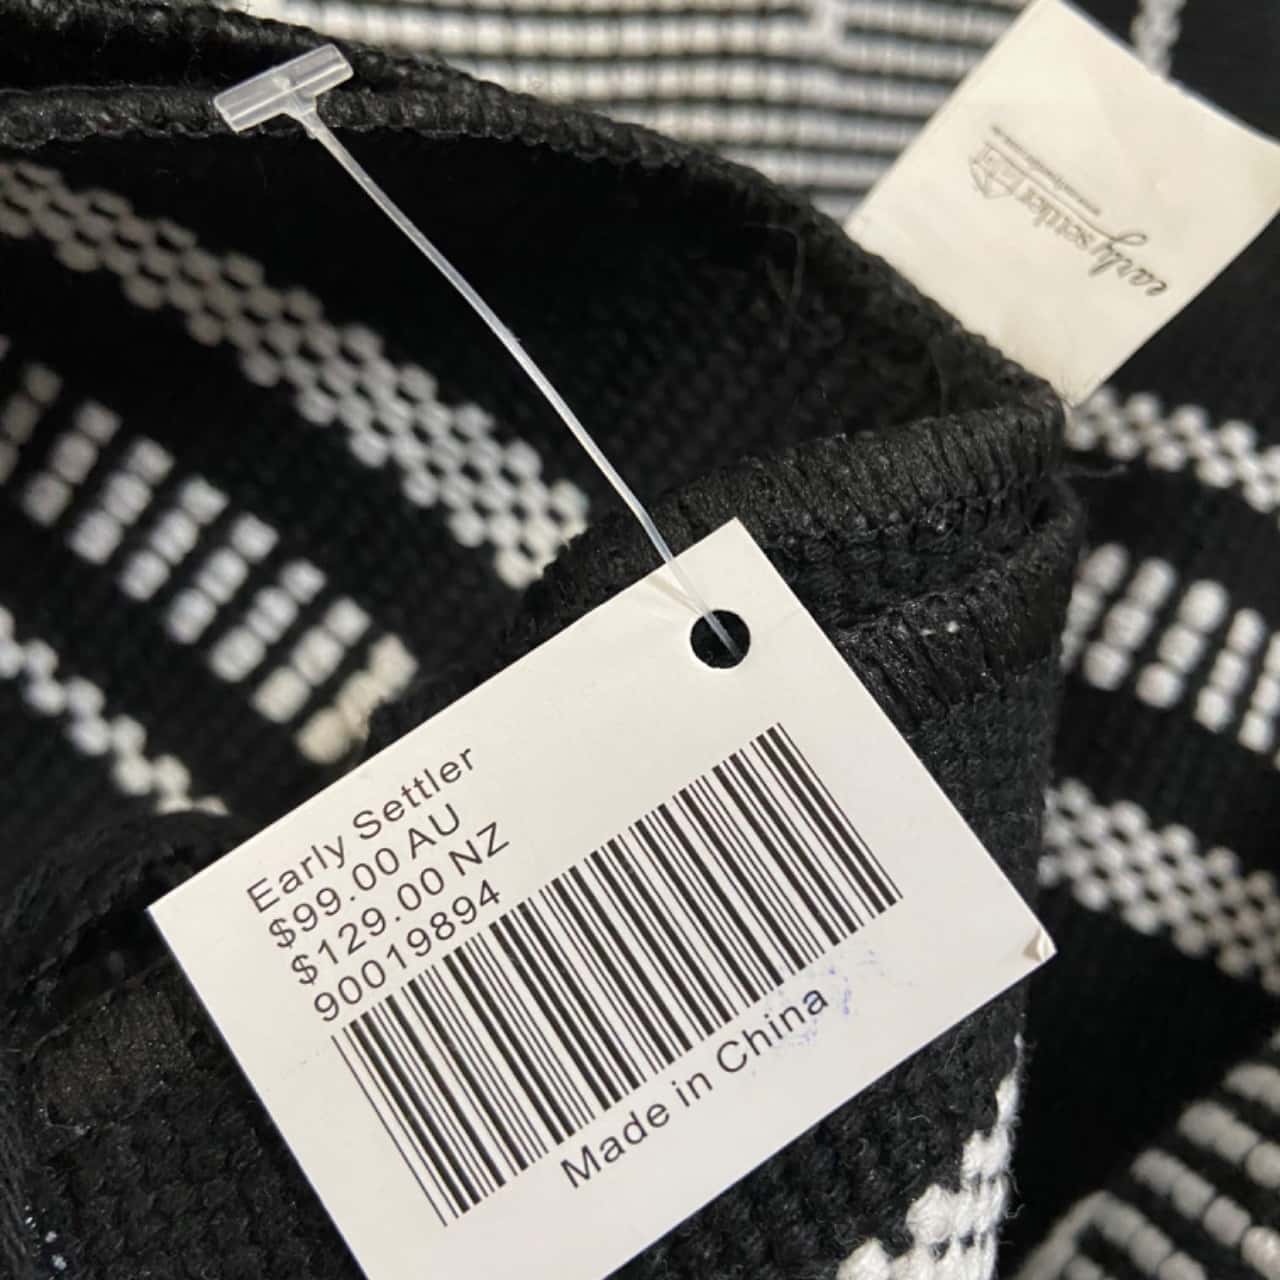 Early Settler
$99.00 AU
$129.00 NZ
90019894
Made in China
early settler